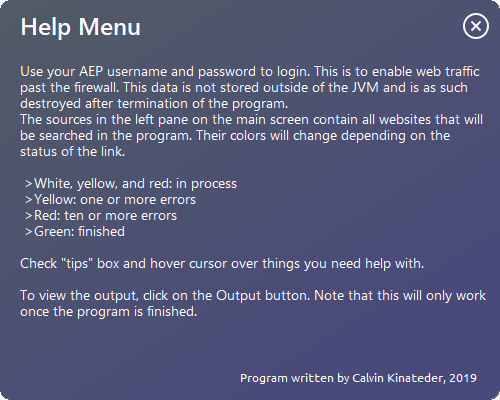 Help Menu
Use your AEP username and password to login. This is to enable web traffic
past the firewall. This data is not stored outside of the JVM and is as such
destroyed after termination of the program.
The sources in the left pane on the main screen contain all websites that will
be searched in the program. Their colors will change depending on the
status of the link.
>White, yellow, and red: in process
>Yellow: one or more errors
>Red: ten or more errors
>Green: finished
Check "tips" box and hover cursor over things you need help with.
To view the output, click on the Output button. Note that this will only work
once the program is finished.
Program written by Calvin Kinateder, 2019